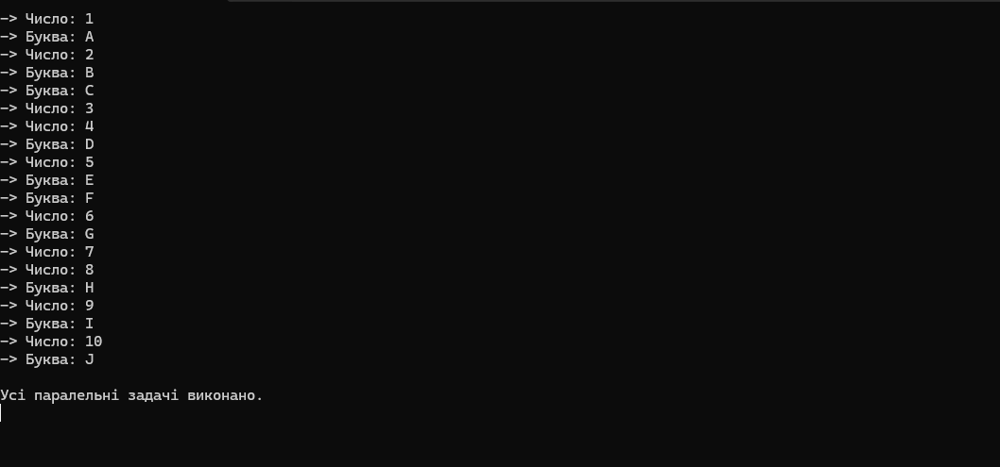 —> Число: 1
—> Буква: A
—> Число: 2
—> Буква: B
—> Буква: C
—> Число: 3
—> Число: 4
—> Буква: D
—> Число: 5
—> Буква: E
—> Буква: F
—> Число: 6
—> Буква: G
—> Число: 7
—> Число: 8
—> Буква: H
—> Число: 9
—> Буква: I
—> Число: 10
—> Буква: J
Усі паралельні задачі виконано.